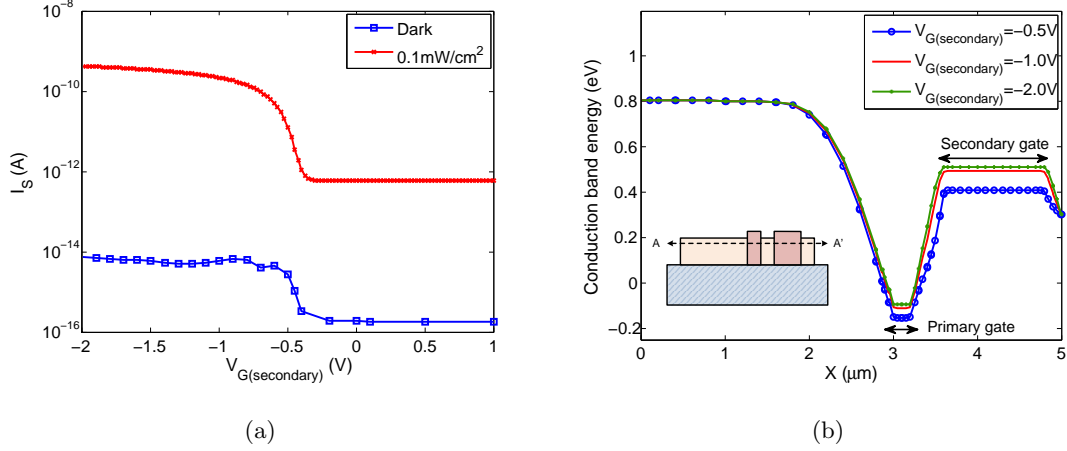 10^−8
10^−10
10^−12
10^−14
10^−16
I_S (A)
Dark
0.1mW/cm²
−2 −1.5 −1 −0.5 0 0.5 1
V_G(secondary) (V)
(a)
1
0.8
0.6
0.4
0.2
0
−0.2
Conduction band energy (eV)
V_G(secondary)=−0.5V
V_G(secondary)=−1.0V
V_G(secondary)=−2.0V
Secondary gate
A A'
Primary gate
0 1 2 3 4 5
X (μm)
(b)